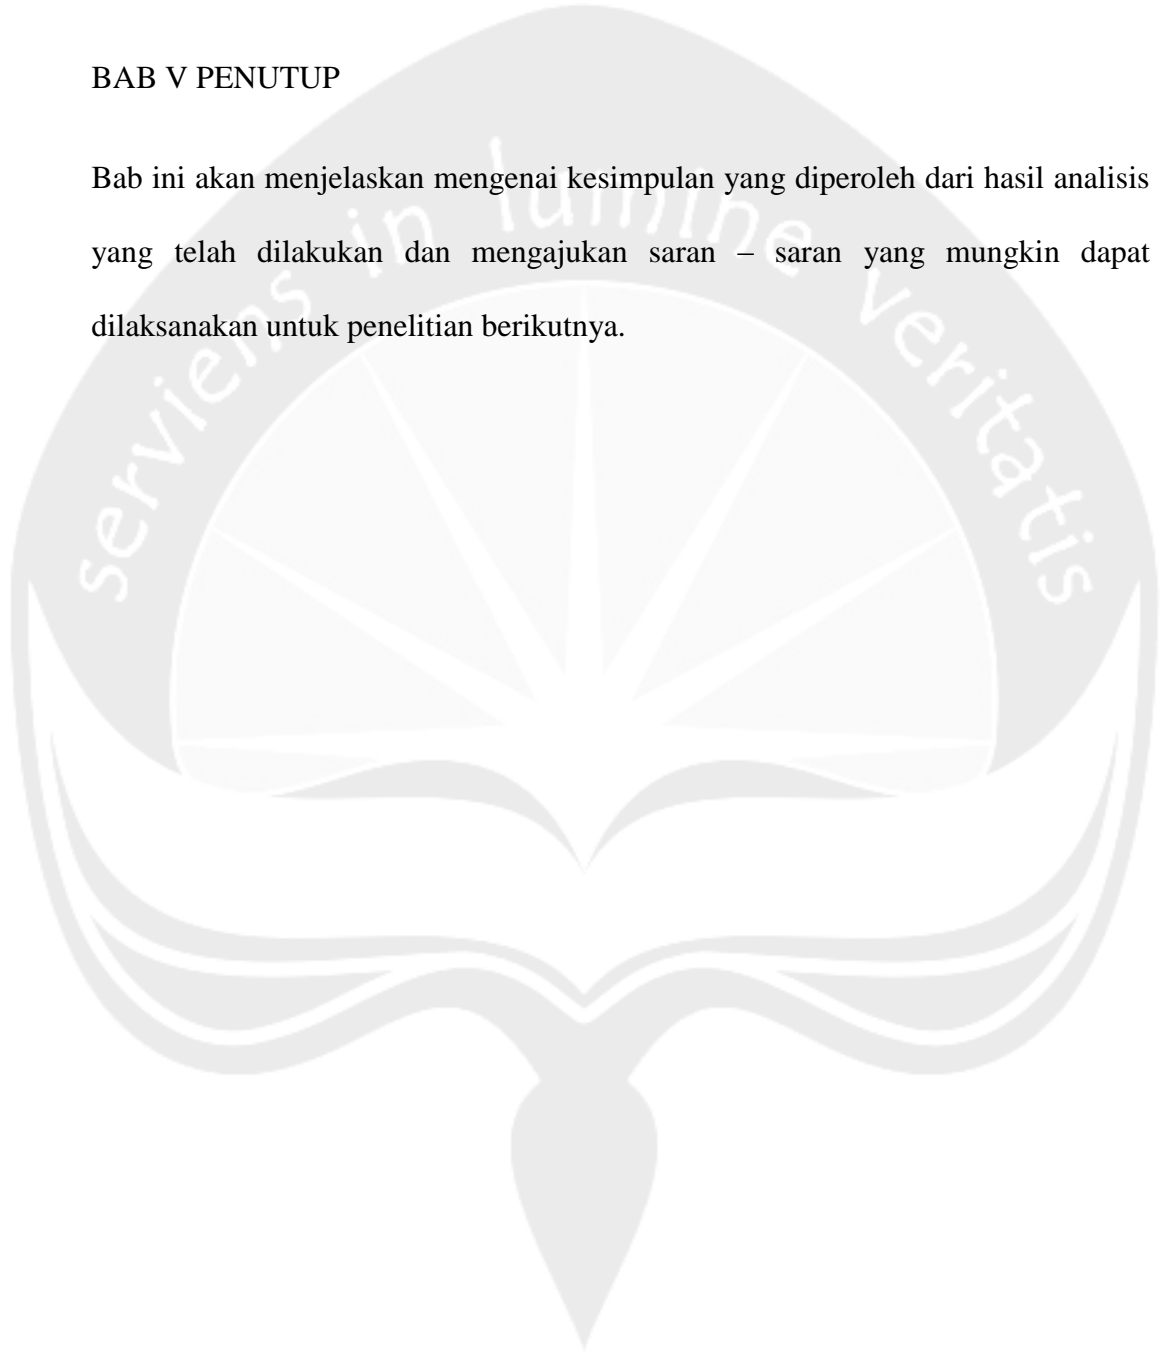 BAB V PENUTUP
Bab ini akan menjelaskan mengenai kesimpulan yang diperoleh dari hasil analisis
yang telah dilakukan dan mengajukan saran – saran yang mungkin dapat
dilaksanakan untuk penelitian berikutnya.
serviens in lumine veritatis